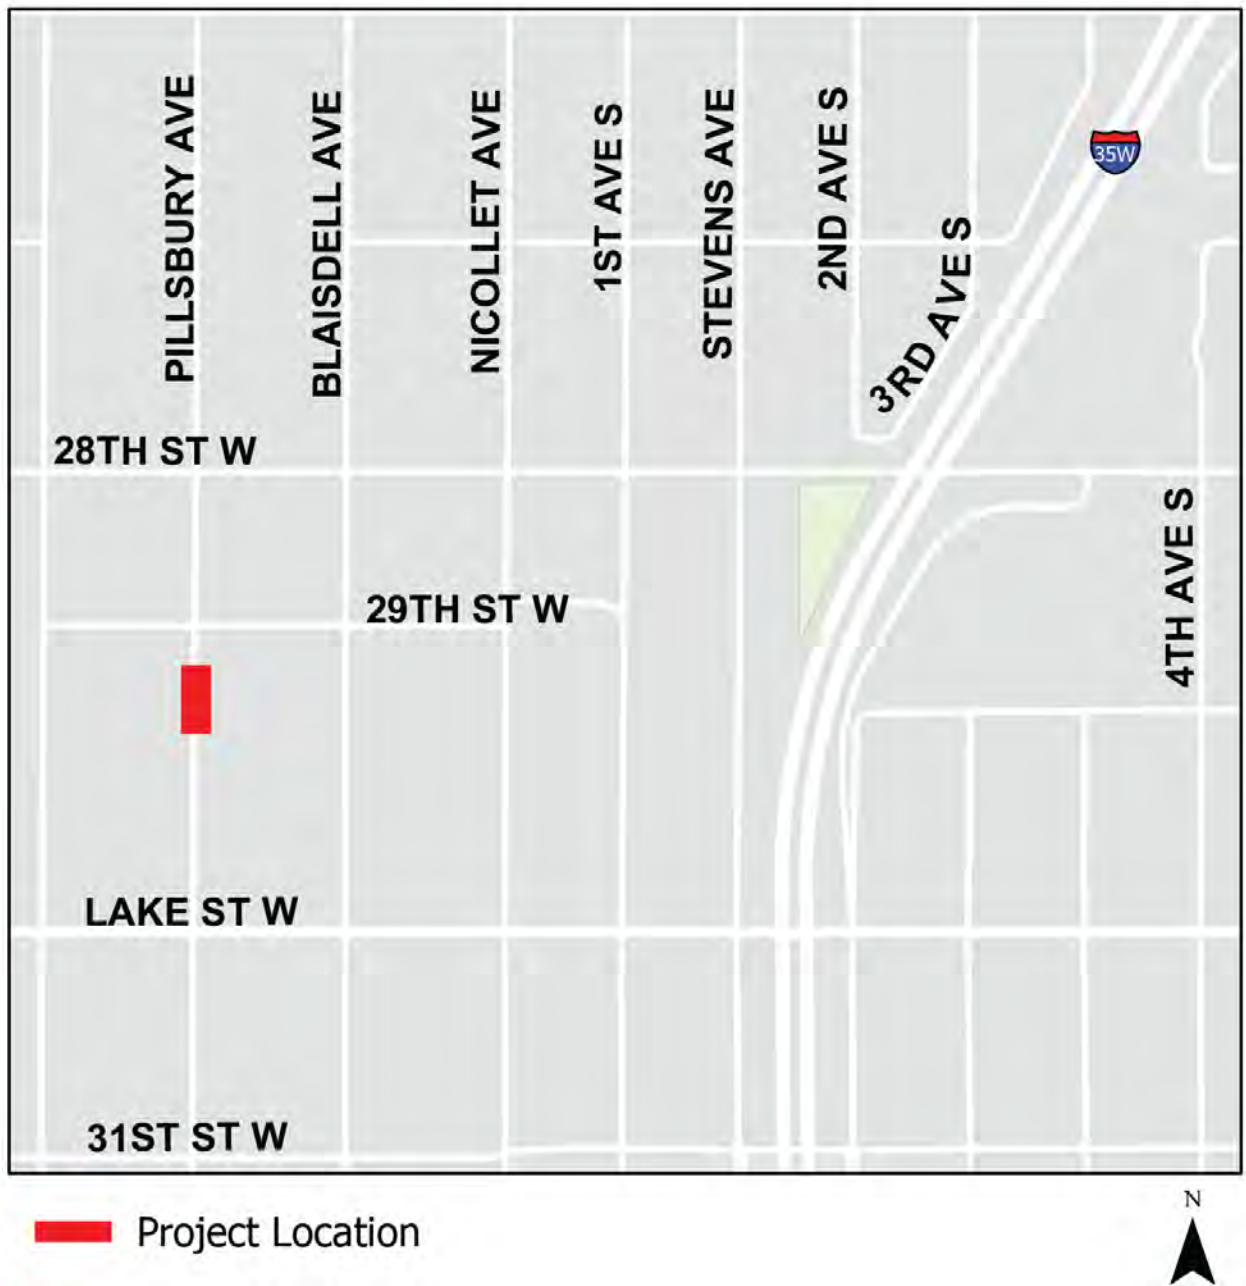 PILLSBURY AVE
BLAISDELL AVE
NICOLLET AVE
1ST AVE S
STEVENS AVE
2ND AVE S
3RD AVE S
35W
28TH ST W
4TH AVE S
29TH ST W
LAKE ST W
31ST ST W
Project Location
N